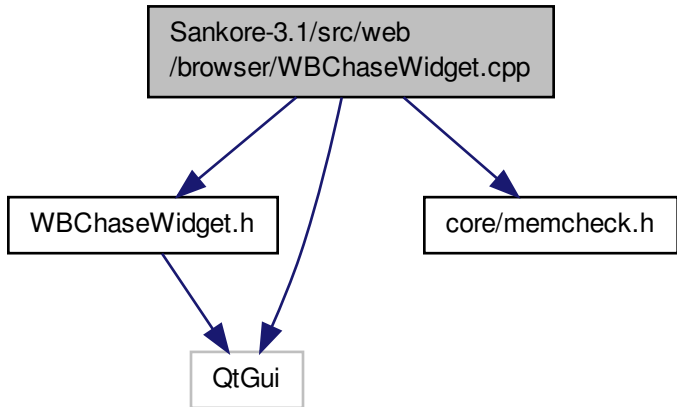 Sankore-3.1/src/web
/browser/WBChaseWidget.cpp
WBChaseWidget.h
core/memcheck.h
QtGui